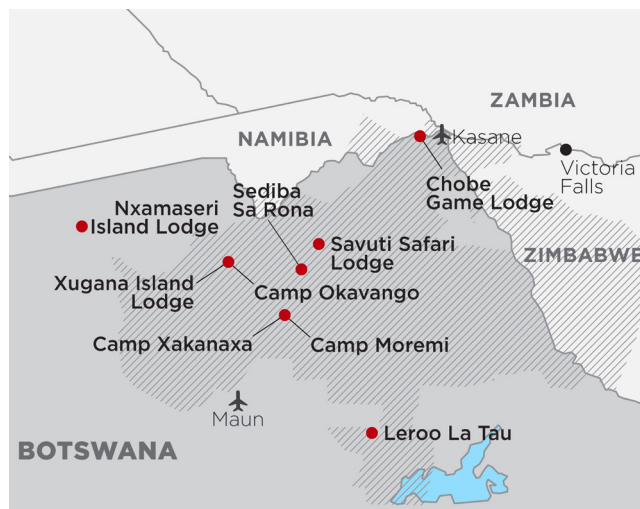 ZAMBIA
NAMIBIA
Kasane
Victoria
Falls
Chobe
Game Lodge
Sediba
Sa Rona
Nxamaseri
Island Lodge
Savuti Safari
Lodge
ZIMBABWE
Xugana Island
Lodge
Camp Okavango
Camp Xakanaxa
Camp Moremi
Maun
Leroo La Tau
BOTSWANA